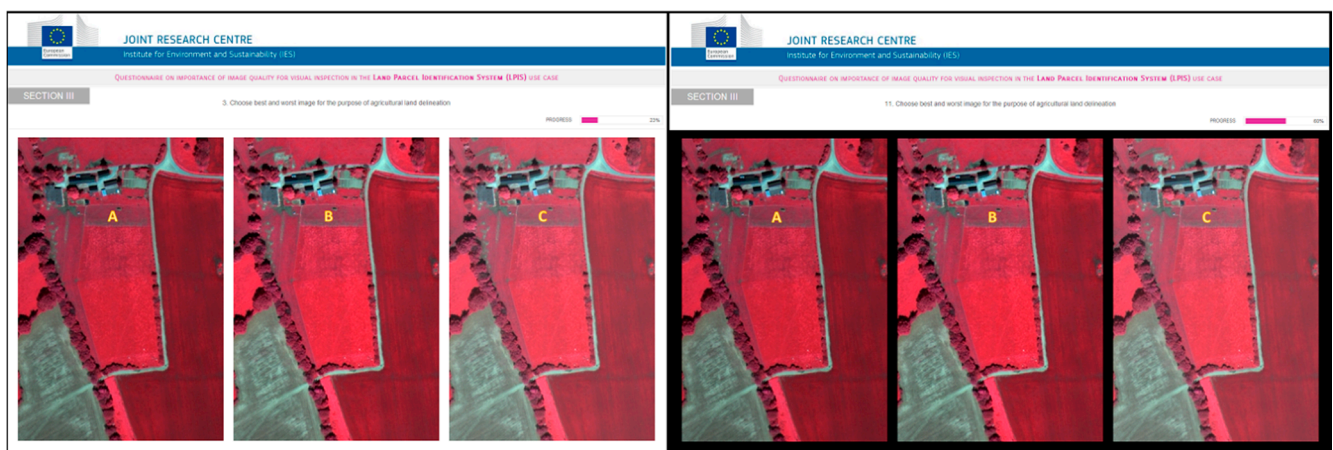 European
Commission
JOINT RESEARCH CENTRE
Institute for Environment and Sustainability (IES)
QUESTIONNAIRE ON IMPORTANCE OF IMAGE QUALITY FOR VISUAL INSPECTION IN THE LAND PARCEL IDENTIFICATION SYSTEM (LPIS) USE CASE
SECTION III
3. Choose best and worst image for the purpose of agricultural land delineation
PROGRESS 23%
A B C
European
Commission
JOINT RESEARCH CENTRE
Institute for Environment and Sustainability (IES)
QUESTIONNAIRE ON IMPORTANCE OF IMAGE QUALITY FOR VISUAL INSPECTION IN THE LAND PARCEL IDENTIFICATION SYSTEM (LPIS) USE CASE
SECTION III
11. Choose best and worst image for the purpose of agricultural land delineation
PROGRESS
A B C